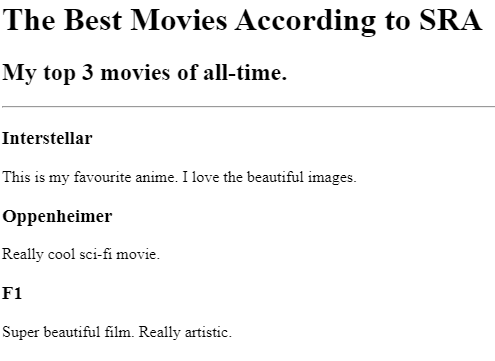 The Best Movies According to SRA
My top 3 movies of all-time.
Interstellar
This is my favourite anime. I love the beautiful images.
Oppenheimer
Really cool sci-fi movie.
F1
Super beautiful film. Really artistic.